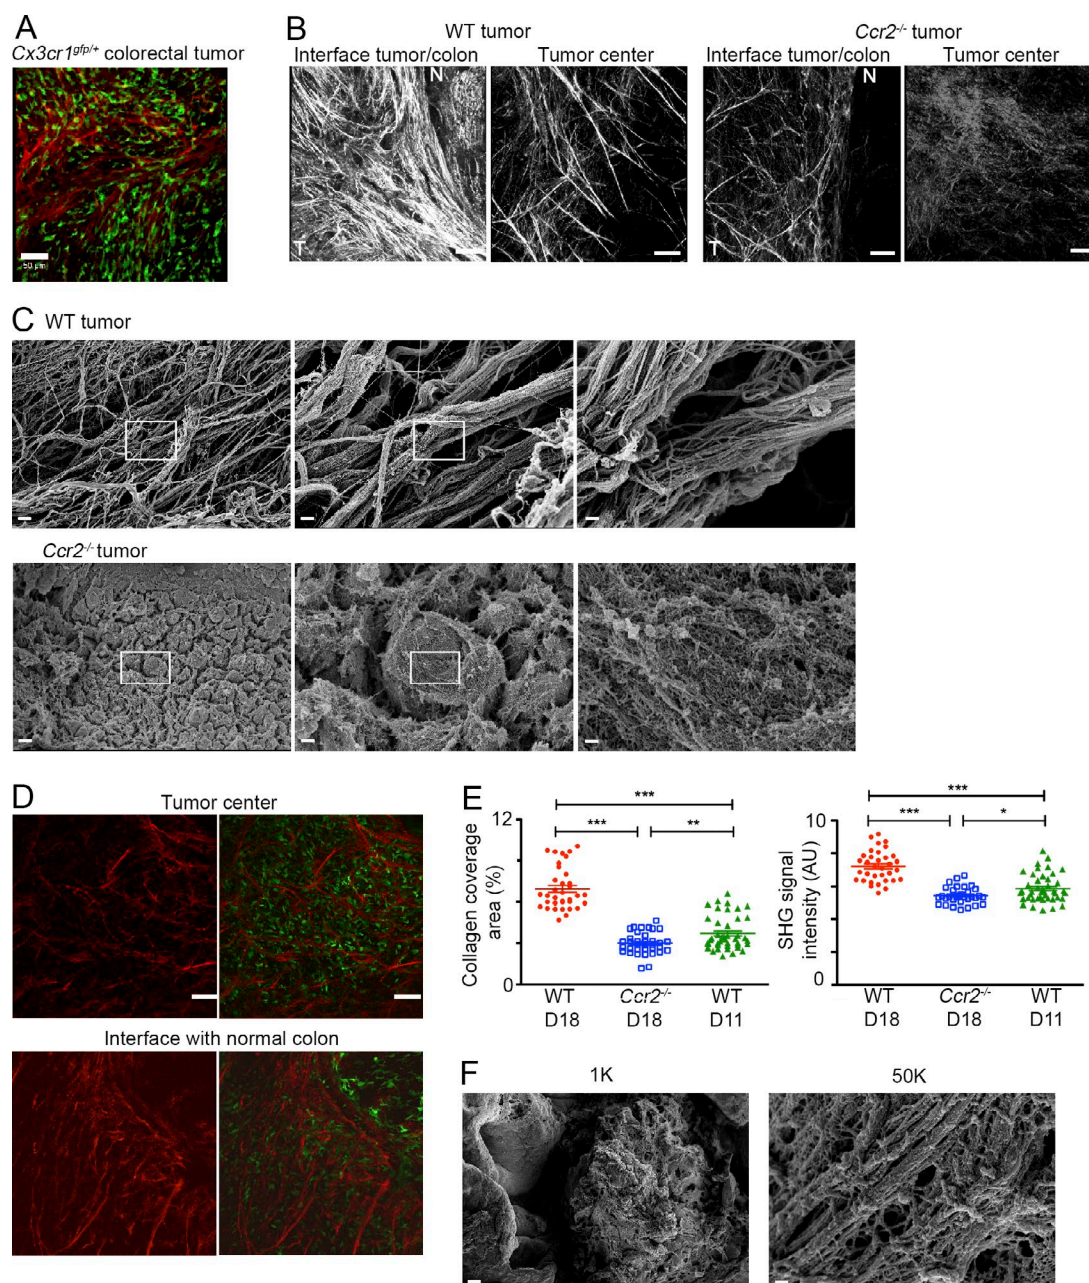 A
Cx3cr1gfp/+ colorectal tumor
50 µm
B
WT tumor
Ccr2-/- tumor
Interface tumor/colon
Tumor center
Interface tumor/colon
Tumor center
N
T
N
T
C
WT tumor
Ccr2-/- tumor
D
Tumor center
Interface with normal colon
E
***
***
**
12
0
Collagen coverage
area (%)
WT
D18
Ccr2-/-
D18
WT
D11
***
***
*
10
0
SHG signal
intensity (AU)
WT
D18
Ccr2-/-
D18
WT
D11
F
1K
50K